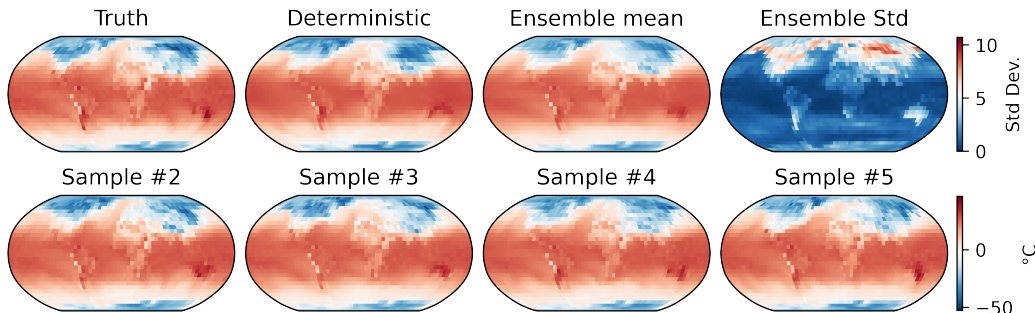 Truth
Deterministic
Ensemble mean
Ensemble Std
10
5
0
Std Dev.
Sample #2
Sample #3
Sample #4
Sample #5
0
−50
°C